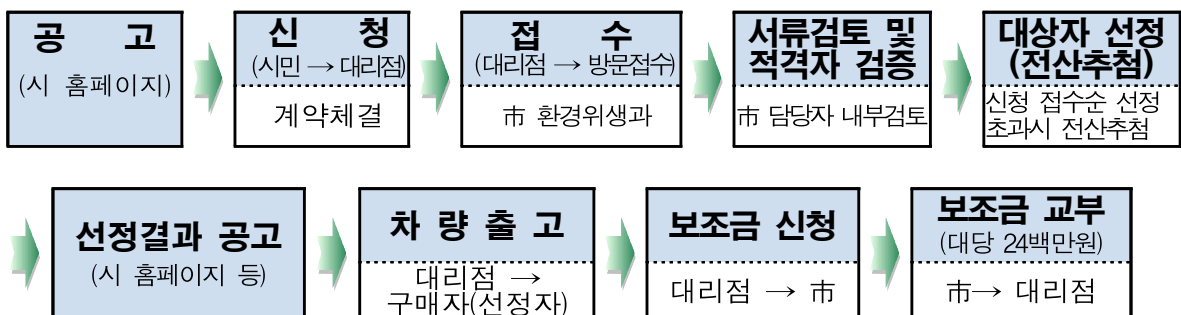 공 고
(시 홈페이지)
신 청
(시민 → 대리점)
계약체결
접 수
(대리점 → 방문접수)
市 환경위생과
서류검토 및
적격자 검증
市 담당자 내부검토
대상자 선정
(전산추첨)
신청 접수순 선정
초과시 전산추첨
선정결과 공고
(시 홈페이지 등)
차 량 출 고
대리점 →
구매자(선정자)
보조금 신청
대리점 → 市
보조금 교부
(대당 24백만원)
市→ 대리점